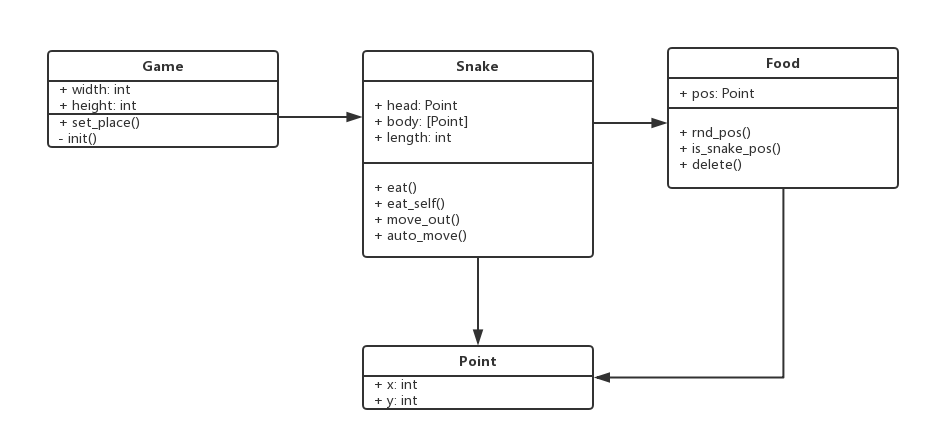 Game
+ width: int
+ height: int
+ set_place()
- init()
Snake
+ head: Point
+ body: [Point]
+ length: int
+ eat()
+ eat_self()
+ move_out()
+ auto_move()
Food
+ pos: Point
+ rnd_pos()
+ is_snake_pos()
+ delete()
Point
+ x: int
+ y: int